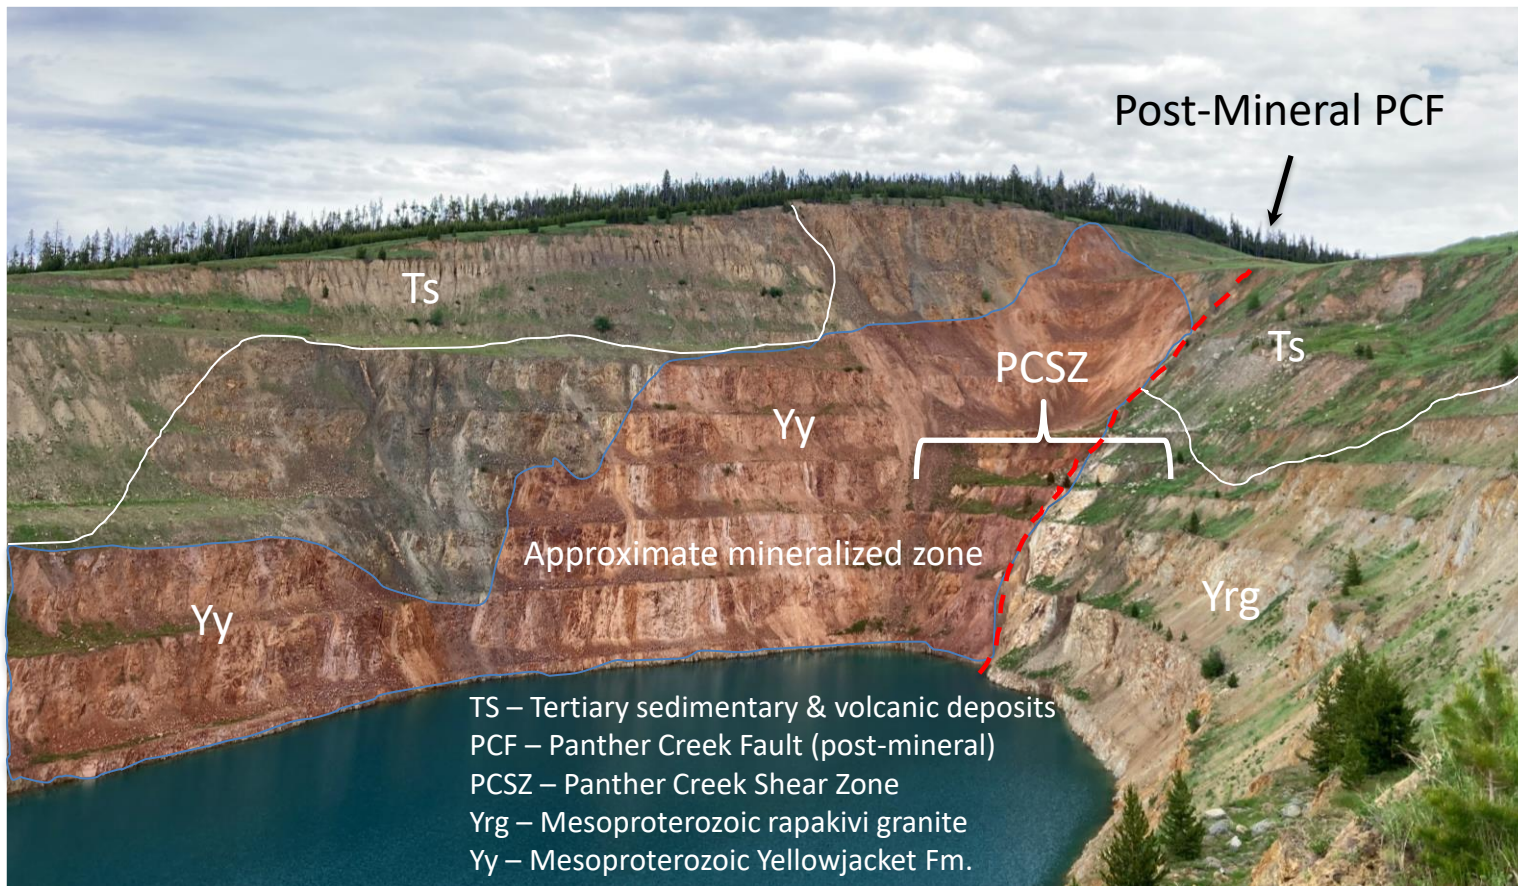 Post-Mineral PCF
Ts
Ts
PCSZ
Yy
Approximate mineralized zone
Yrg
Yy
TS – Tertiary sedimentary & volcanic deposits
PCF – Panther Creek Fault (post-mineral)
PCSZ – Panther Creek Shear Zone
Yrg – Mesoproterozoic rapakivi granite
Yy – Mesoproterozoic Yellowjacket Fm.